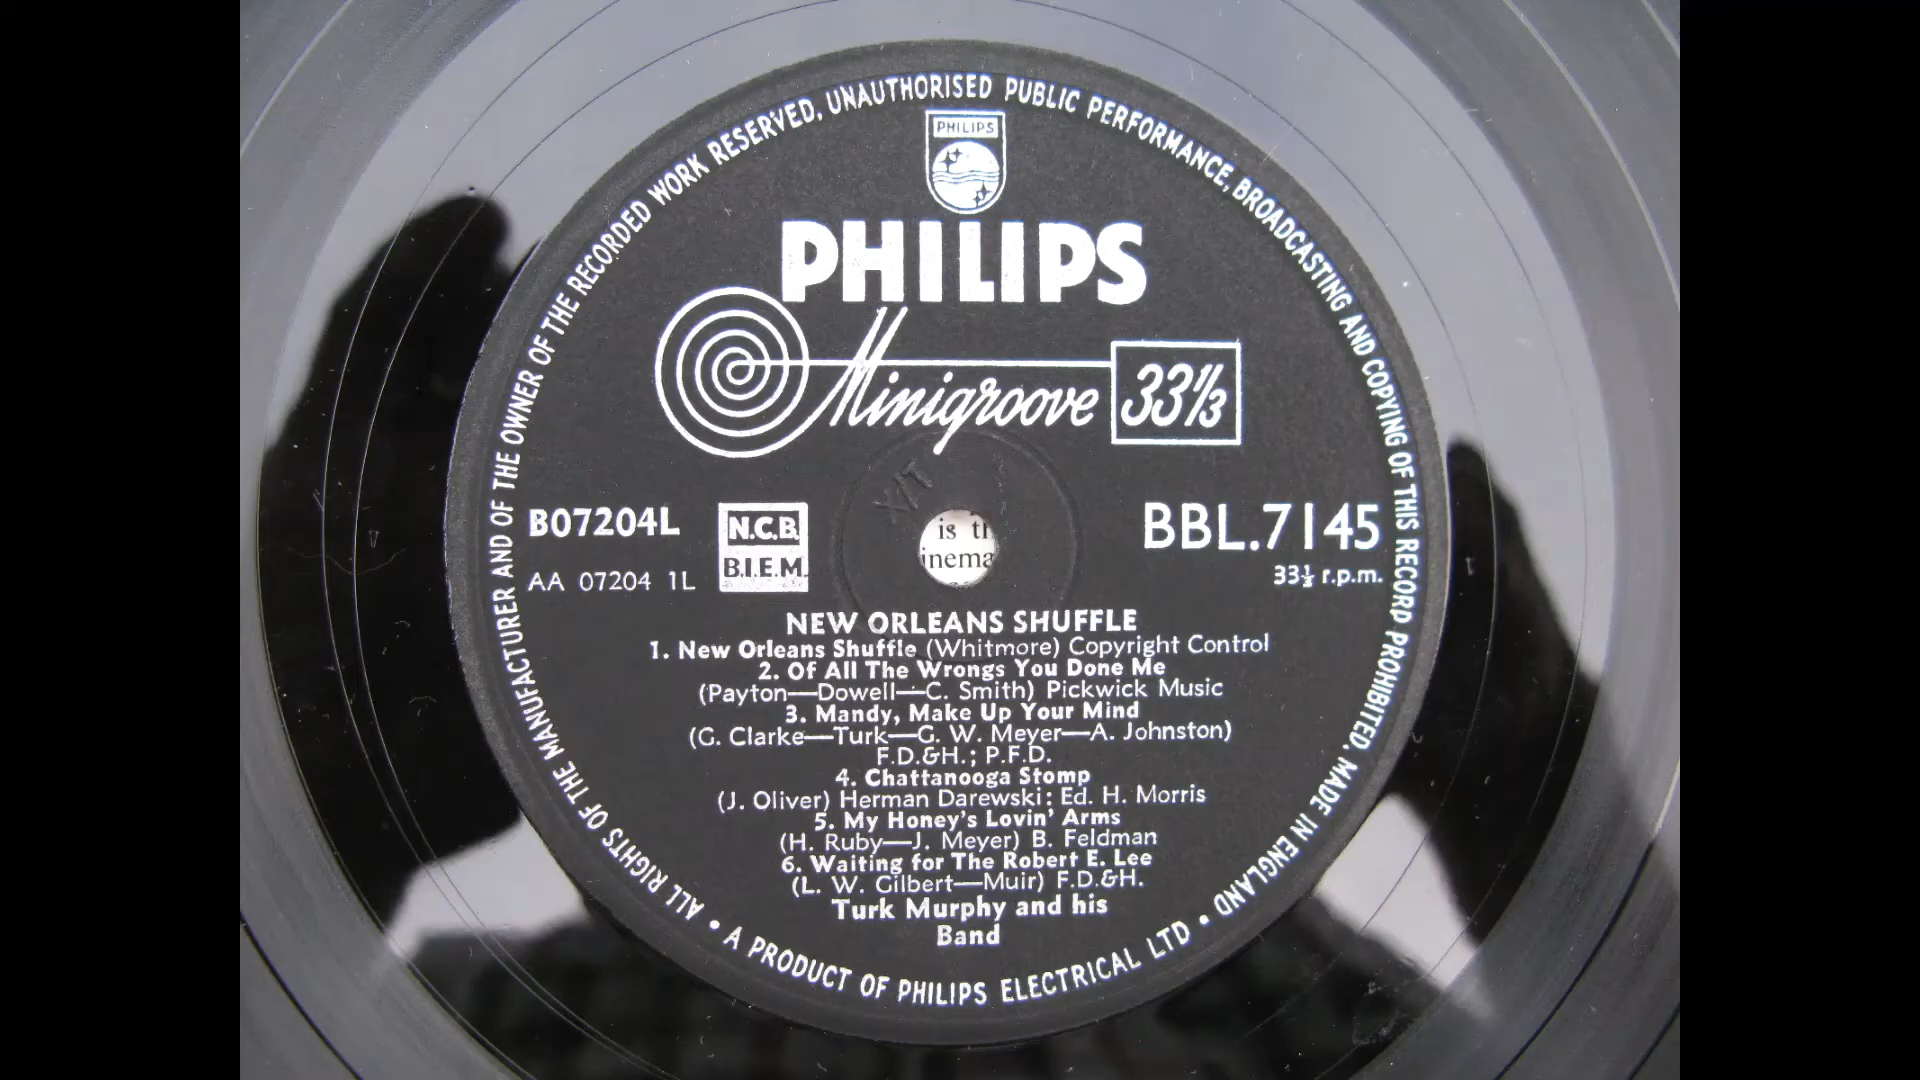 ALL RIGHTS OF THE MANUFACTURER AND OF THE OWNER OF THE RECORDED WORK RESERVED, UNAUTHORISED PUBLIC PERFORMANCE, BROADCASTING AND COPYING OF THIS RECORD PROHIBITED. MADE IN ENGLAND
PHILIPS
PHILIPS
Minigroove 33 1/3
X/T
B07204L
N.C.B.
BBL.7145
is
AA 07204 1L
B.I.E.M.
33⅓ r.p.m.
NEW ORLEANS SHUFFLE
1. New Orleans Shuffle (Whitmore) Copyright Control
2. Of All The Wrongs You Done Me
(Payton—Dowell—C. Smith) Pickwick Music
3. Mandy, Make Up Your Mind
(G. Clarke—Turk—G. W. Meyer—A. Johnston)
F.D.&H.; P.F.D.
4. Chattanooga Stomp
(J. Oliver) Herman Darewski: Ed. H. Morris
5. My Honey's Lovin' Arms
(H. Ruby—J. Meyer) B. Feldman
6. Waiting for The Robert E. Lee
(L. W. Gilbert—Muir) F.D.&H.
Turk Murphy and his
Band
• A PRODUCT OF PHILIPS ELECTRICAL LTD •